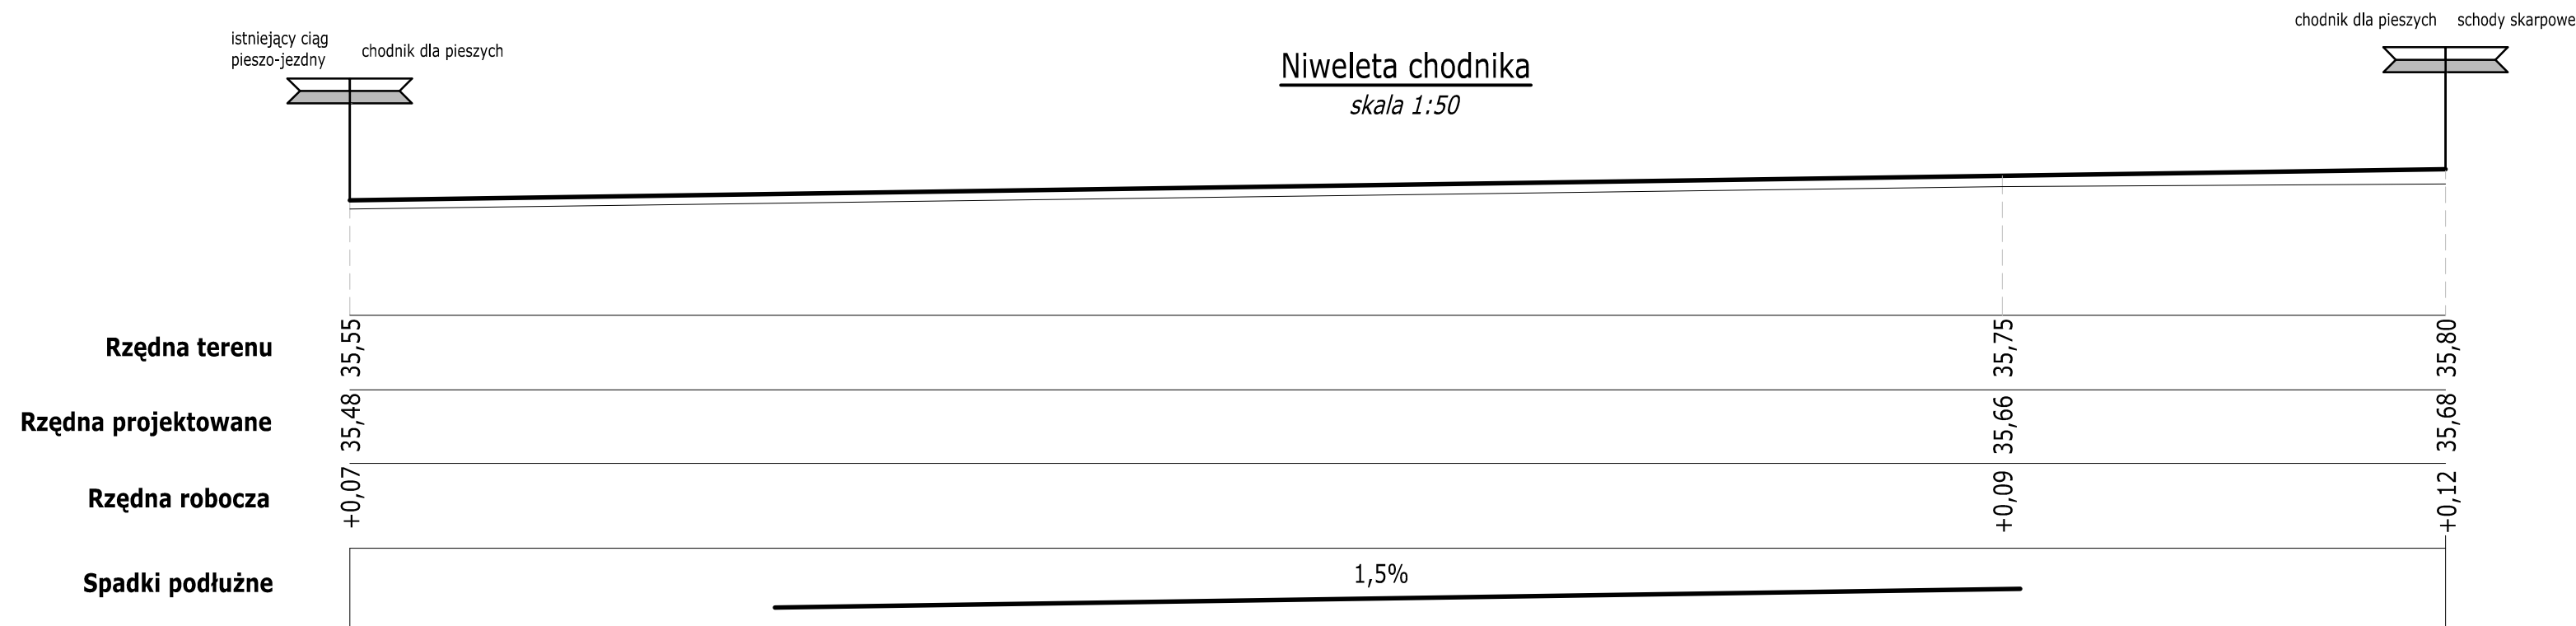 istniejący ciąg
pieszo-jezdny
chodnik dla pieszych
Niweleta chodnika
skala 1:50
chodnik dla pieszych
schody skarpowe
Rzędna terenu
35,55
35,75
35,80
Rzędna projektowane
35,48
35,66
35,68
Rzędna robocza
+0,07
+0,09
+0,12
Spadki podłużne
1,5%